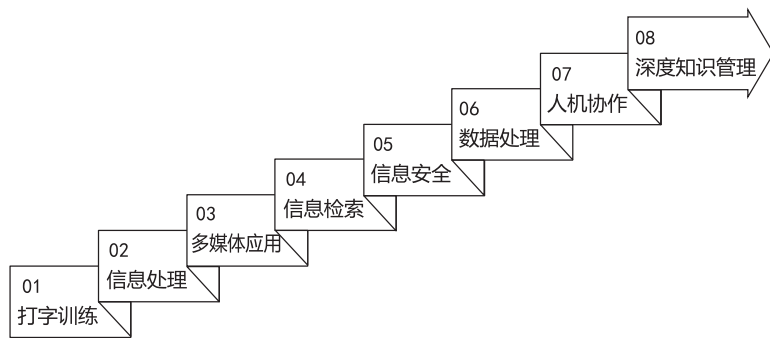 01
打字训练
02
信息处理
03
多媒体应用
04
信息检索
05
信息安全
06
数据处理
07
人机协作
08
深度知识管理